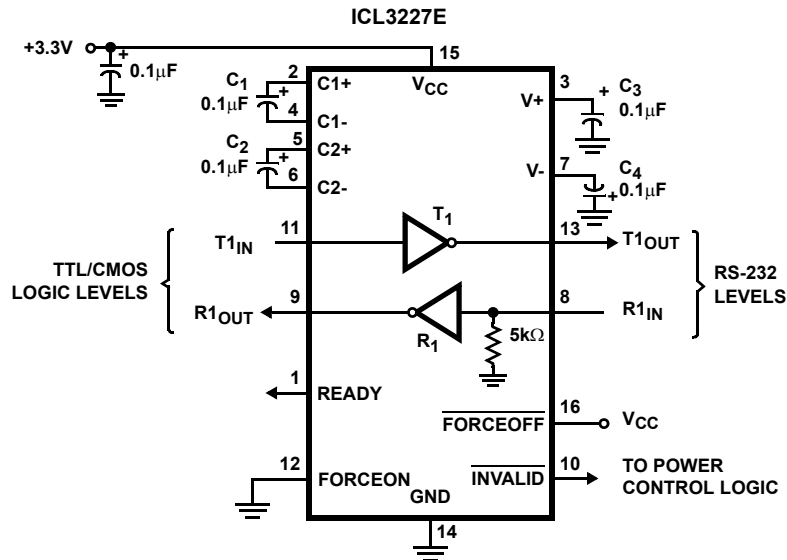 ICL3227E
+3.3V
+
0.1μF
15
VCC
2
C1+
C1
0.1μF
+
4
C1-
5
C2+
C2
0.1μF
+
6
C2-
3
V+
+
C3
0.1μF
7
V-
C4
0.1μF
+
T1
11
T1IN
13
T1OUT
TTL/CMOS
LOGIC LEVELS
RS-232
LEVELS
9
R1OUT
R1
5kΩ
8
R1IN
1
READY
16
FORCEOFF
VCC
12
FORCEON
10
INVALID
TO POWER
CONTROL LOGIC
GND
14